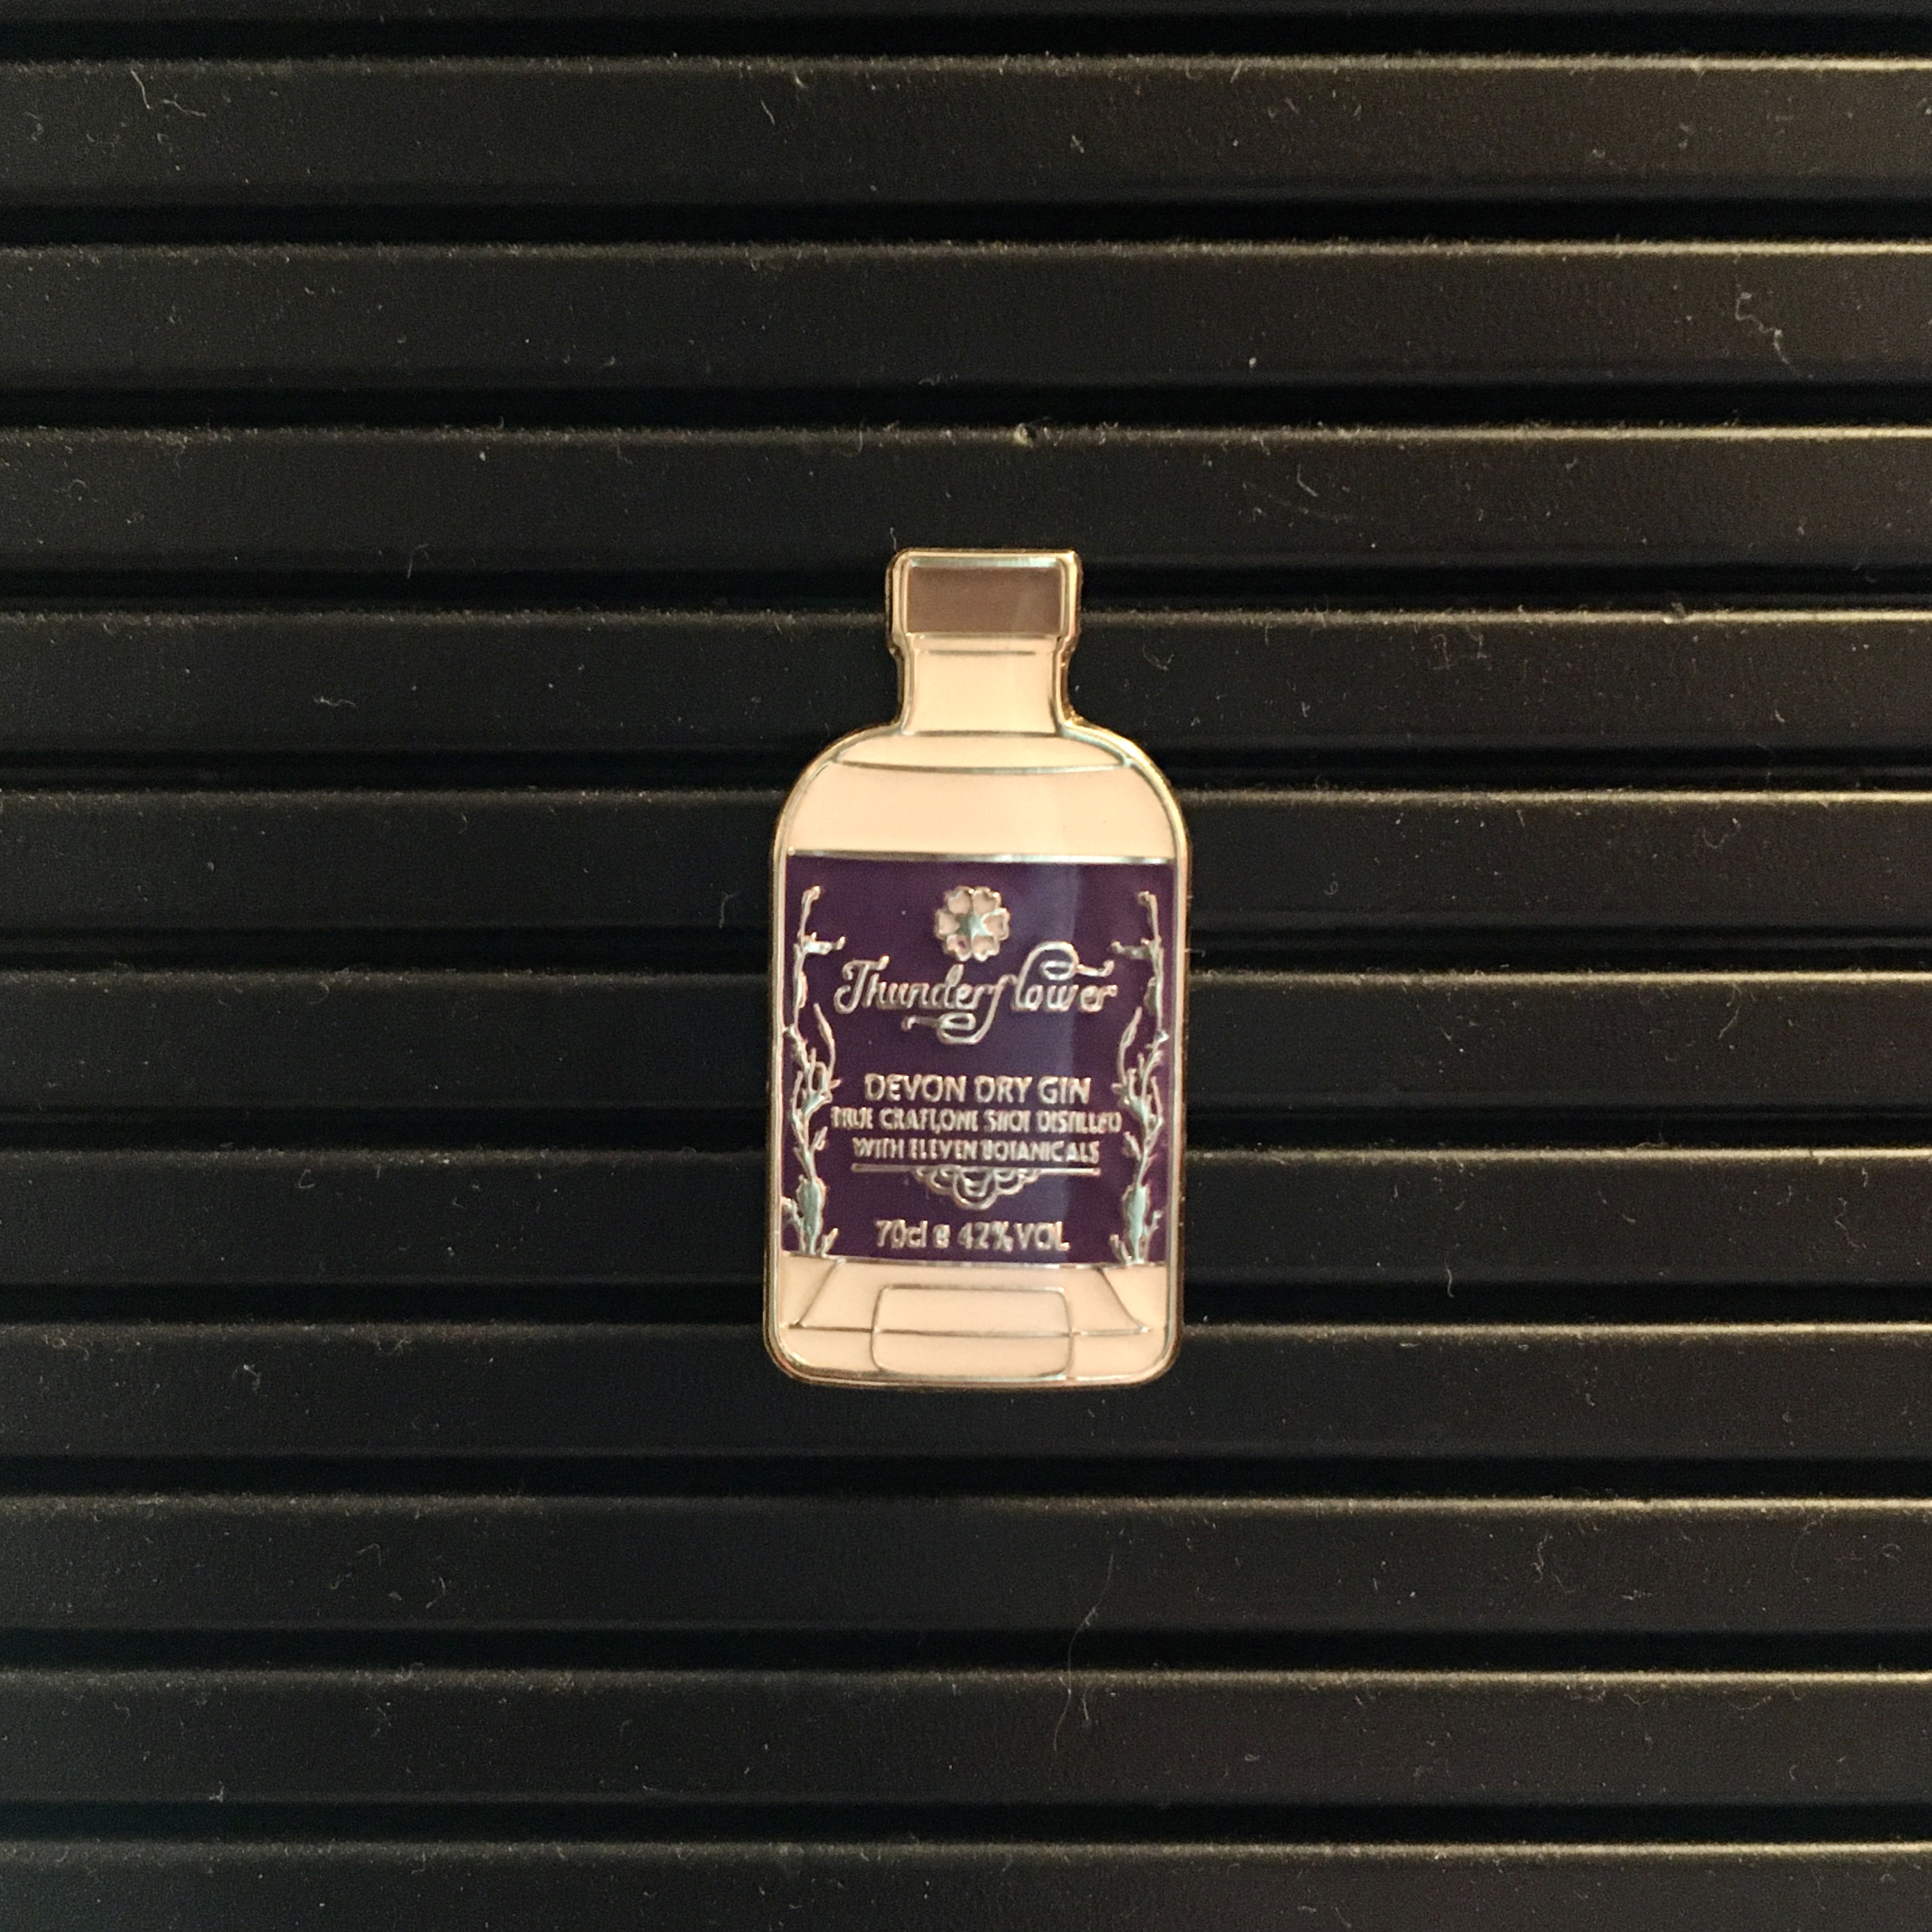 Thunderflower
DEVON DRY GIN
TRUE CRAFT,ONE SHOT DISTILLED
WITH ELEVEN BOTANICALS
70cl e 42% VOL